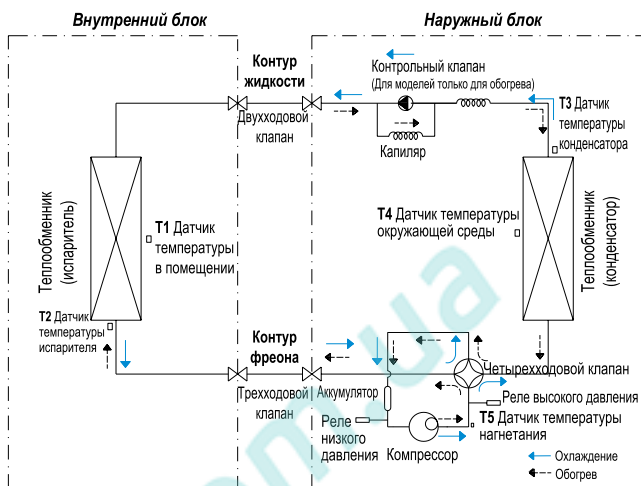 Внутренний блок
Наружный блок
Контур
жидкости
Двухходовой
клапан
Контрольный клапан
(Для моделей только для обогрева)
Капиляр
T3 Датчик
температуры
конденсатора
Теплообменник
(испаритель)
T1 Датчик
температуры
в помещении
T4 Датчик температуры
окружающей среды
Теплообменник
(конденсатор)
T2 Датчик
температуры
испарителя
Контур
фреона
Трехходовой
клапан
Аккумулятор
Четырехходовой клапан
Реле высокого давления
Реле
низкого
давления
Компрессор
T5 Датчик температуры
нагнетания
Охлаждение
Обогрев
om.ua